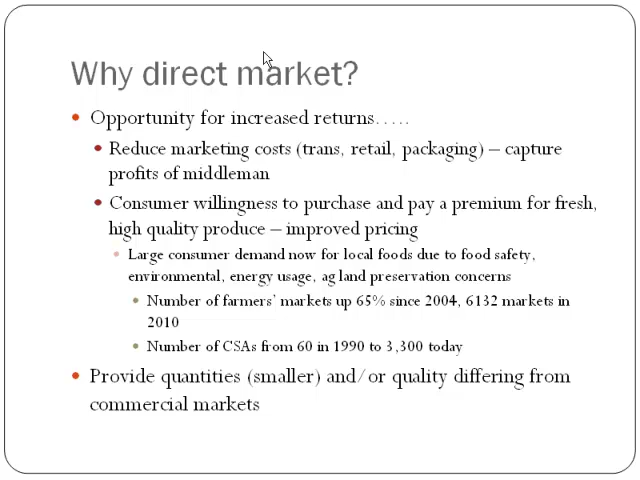 Why direct market?
• Opportunity for increased returns…..
• Reduce marketing costs (trans, retail, packaging) – capture
profits of middleman
• Consumer willingness to purchase and pay a premium for fresh,
high quality produce – improved pricing
• Large consumer demand now for local foods due to food safety,
environmental, energy usage, ag land preservation concerns
• Number of farmers’ markets up 65% since 2004, 6132 markets in
2010
• Number of CSAs from 60 in 1990 to 3,300 today
• Provide quantities (smaller) and/or quality differing from
commercial markets